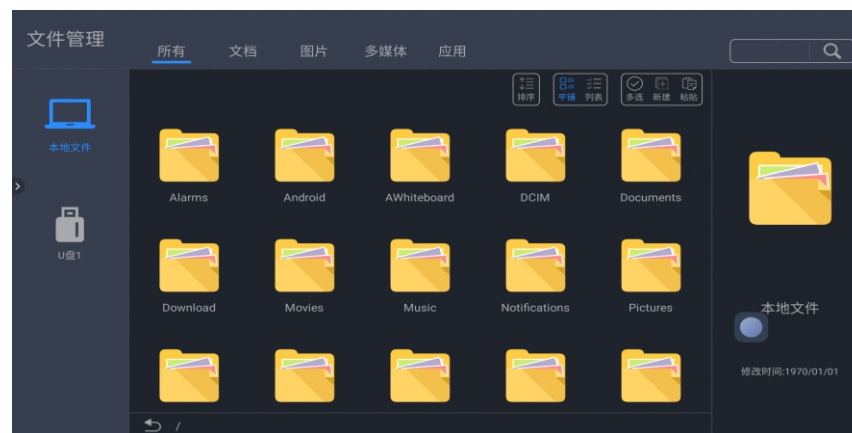 文件管理
所有 文档 图片 多媒体 应用
排序 平铺 列表 多选 新建 粘贴
本地文件
U盘1
Alarms Android AWhiteboard DCIM Documents
Download Movies Music Notifications Pictures
/
本地文件
修改时间:1970/01/01